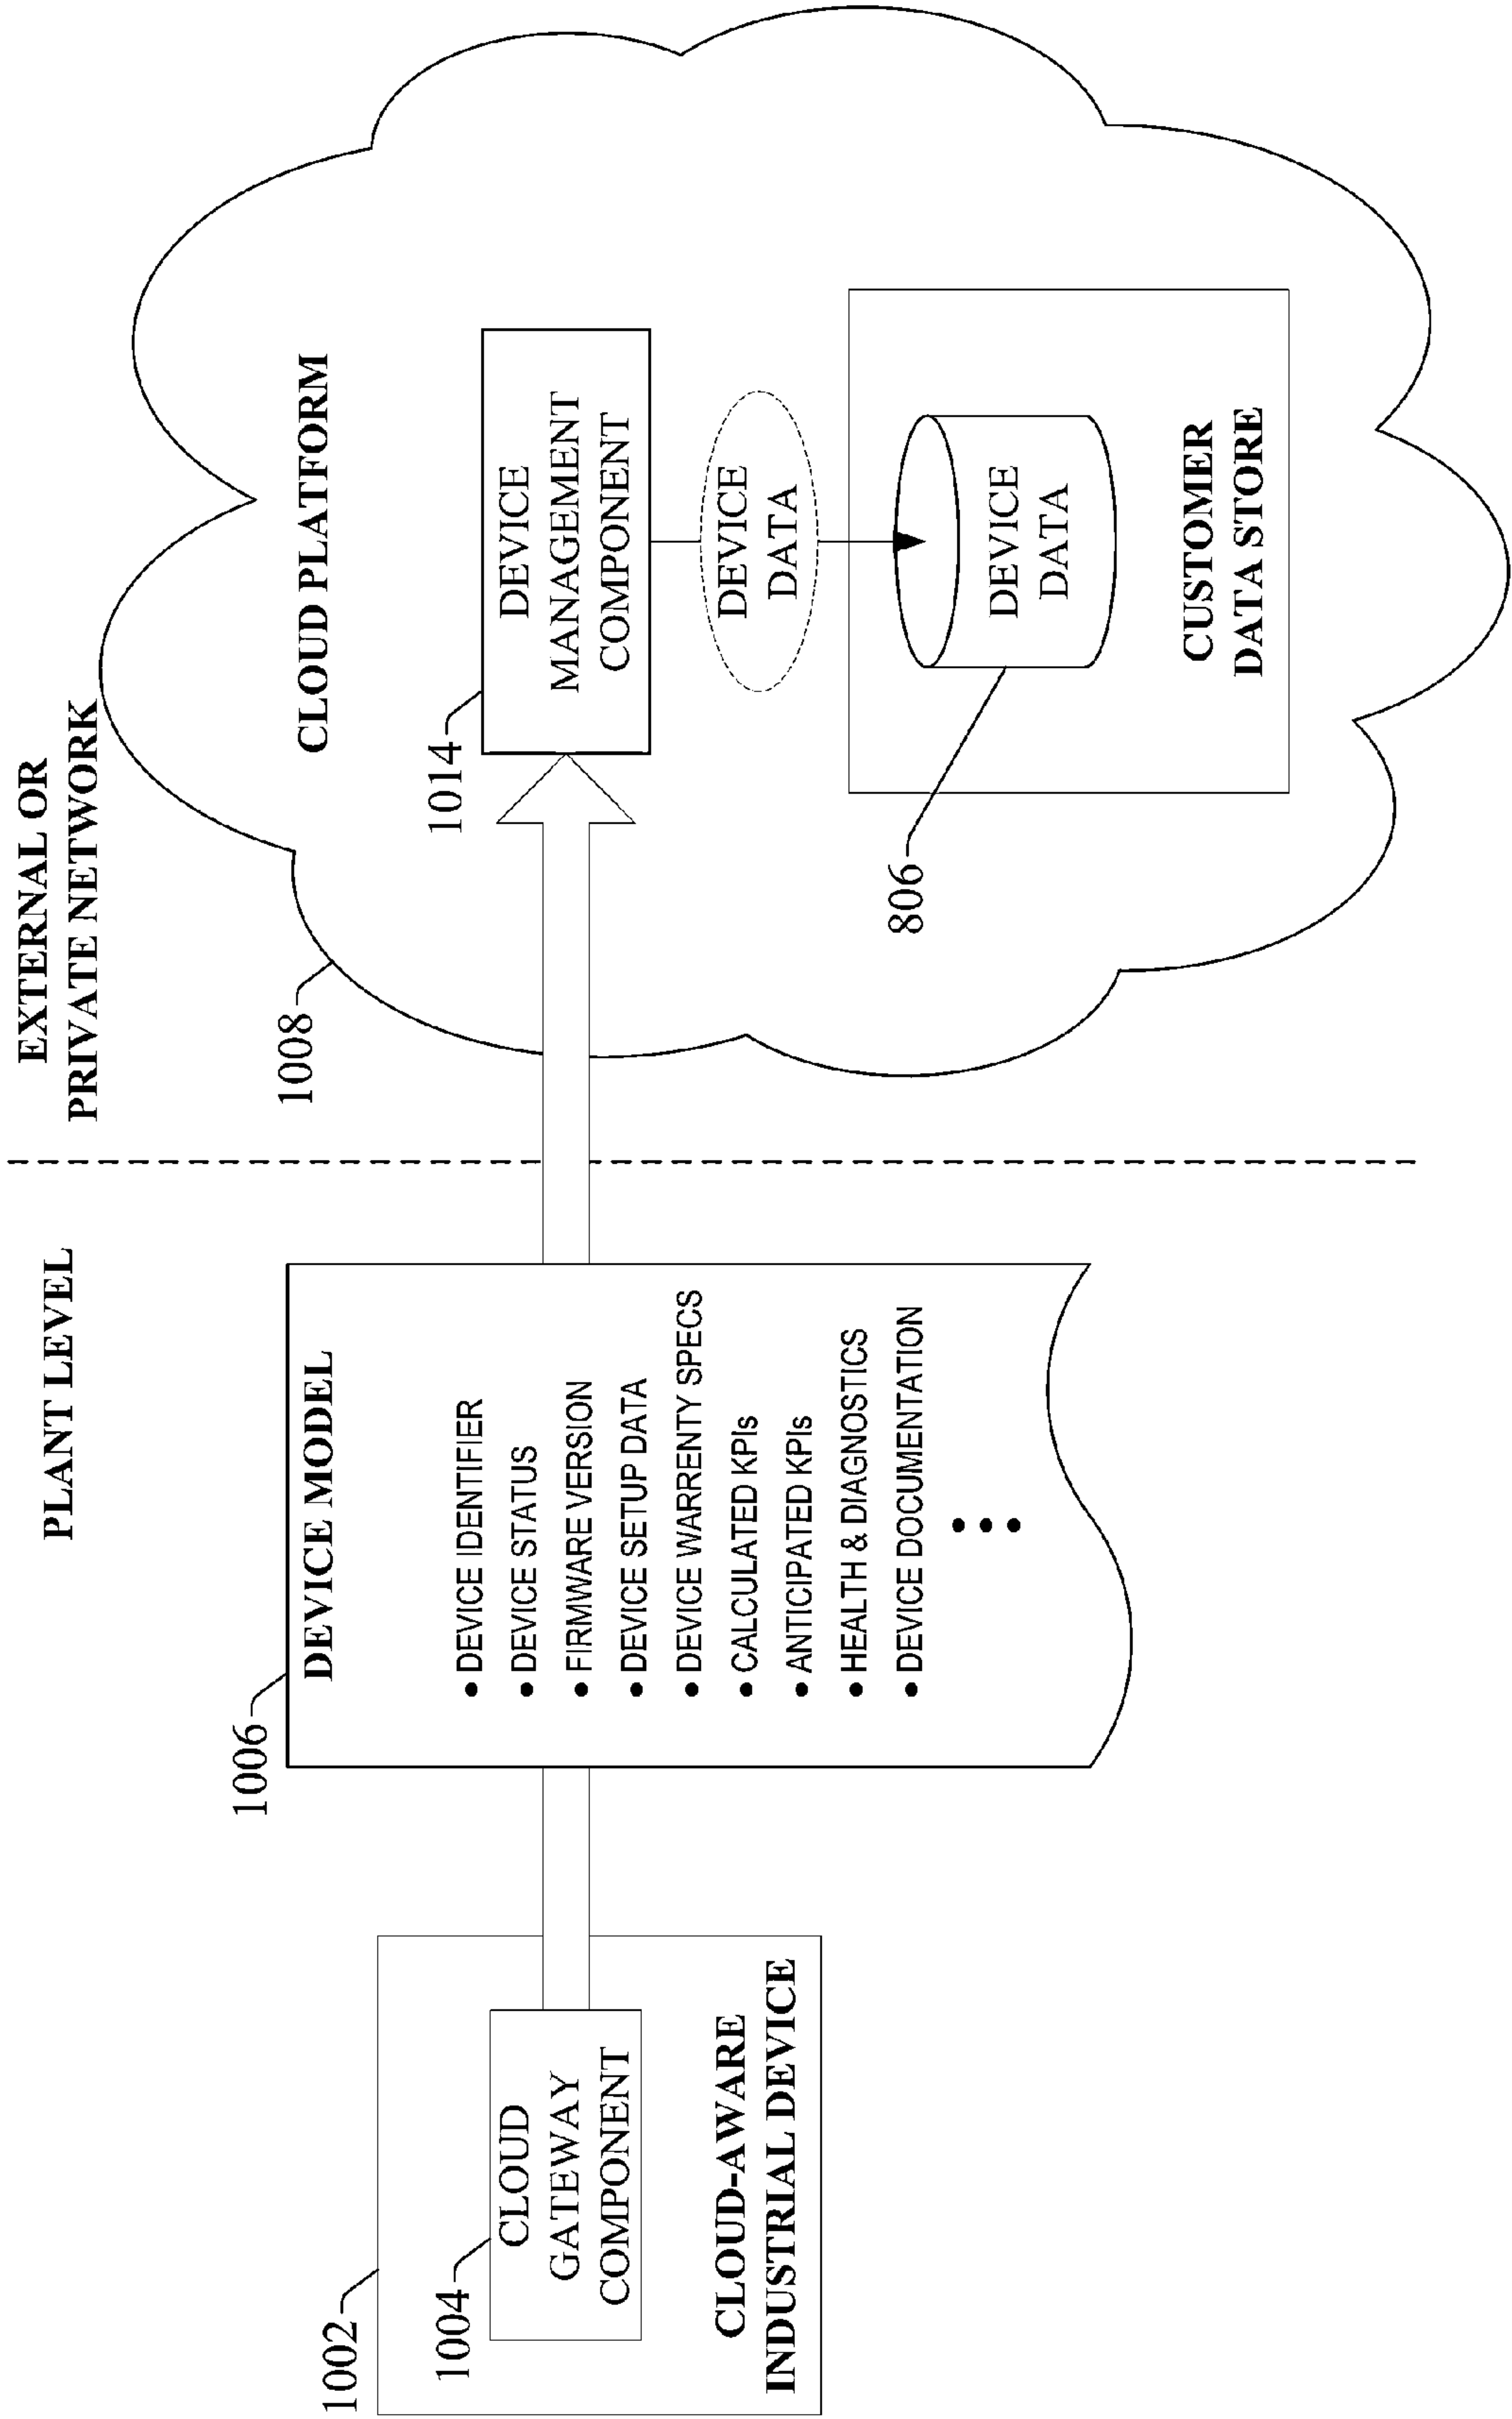 PLANT LEVEL
EXTERNAL OR
PRIVATE NETWORK
1002
1004
CLOUD
GATEWAY
COMPONENT
CLOUD-AWARE
INDUSTRIAL DEVICE
1006
DEVICE MODEL
• DEVICE IDENTIFIER
• DEVICE STATUS
• FIRMWARE VERSION
• DEVICE SETUP DATA
• DEVICE WARRENTY SPECS
• CALCULATED KPIs
• ANTICIPATED KPIs
• HEALTH & DIAGNOSTICS
• DEVICE DOCUMENTATION
1008
CLOUD PLATFORM
1014
DEVICE
MANAGEMENT
COMPONENT
DEVICE
DATA
806
DEVICE
DATA
CUSTOMER
DATA STORE